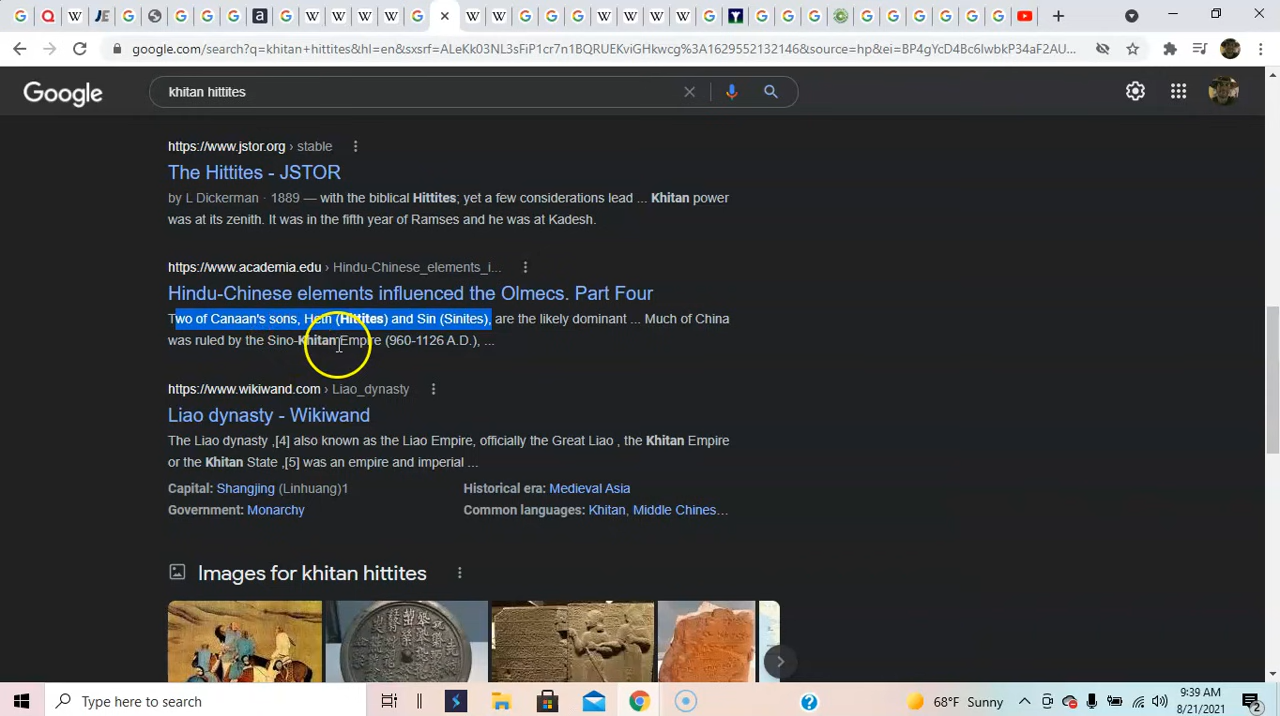 google.com/search?q=khitan+hittites&hl=en&sxsrf=ALeKk03NL3sFiP1cr7n1BQRUEKviGHkwcg%3A1629552132146&source=hp&ei=BP4gYcD4Bc6IwbkP34aF2AU...
Google
khitan hittites
https://www.jstor.org › stable
The Hittites - JSTOR
by L Dickerman · 1889 — with the biblical Hittites; yet a few considerations lead ... Khitan power
was at its zenith. It was in the fifth year of Ramses and he was at Kadesh.
https://www.academia.edu › Hindu-Chinese_elements_i...
Hindu-Chinese elements influenced the Olmecs. Part Four
Two of Canaan's sons, Heth (Hittites) and Sin (Sinites), are the likely dominant ... Much of China
was ruled by the Sino-Khitan Empire (960-1126 A.D.), ...
https://www.wikiwand.com › Liao_dynasty
Liao dynasty - Wikiwand
The Liao dynasty ,[4] also known as the Liao Empire, officially the Great Liao , the Khitan Empire
or the Khitan State ,[5] was an empire and imperial ...
Capital: Shangjing (Linhuang)1
Historical era: Medieval Asia
Government: Monarchy
Common languages: Khitan, Middle Chines...
Images for khitan hittites
Type here to search
68°F Sunny
9:39 AM
8/21/2021
2